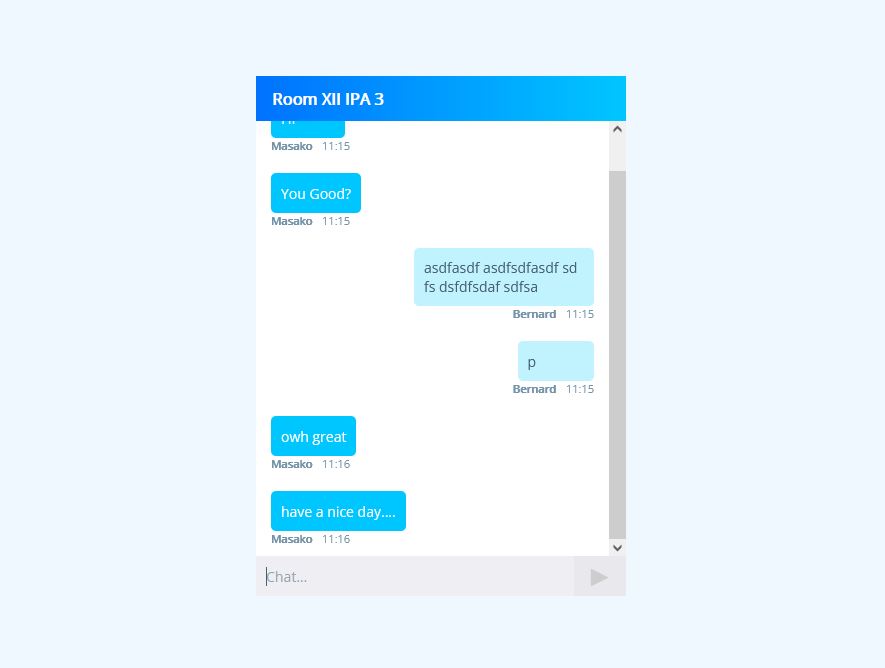 Room XII IPA 3
Masako 11:15
You Good?
Masako 11:15
asdfasdf asdfsdfasdf sd
fs dsfdfsdaf sdfsa
Bernard 11:15
p
Bernard 11:15
owh great
Masako 11:16
have a nice day....
Masako 11:16
Chat...